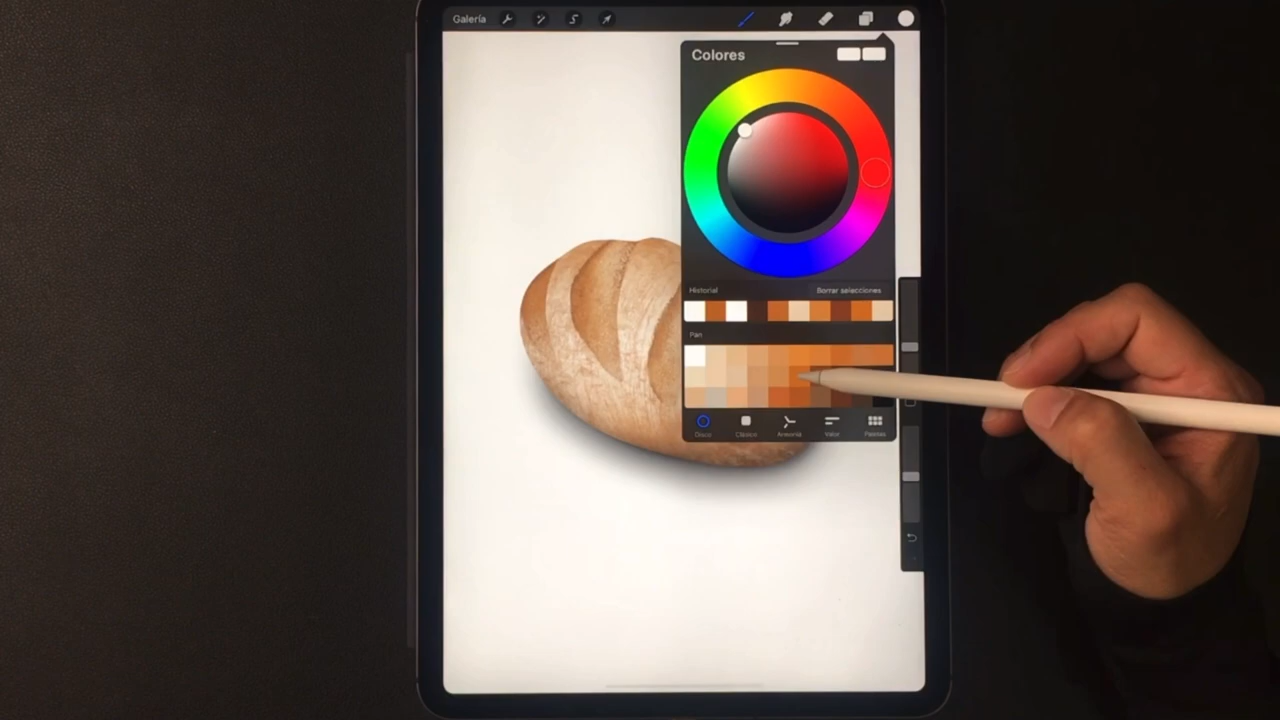 Galería
Colores
Historial
Borrar selecciones
Pan
Disco
Clásico
Armonía
Valor
Paletas